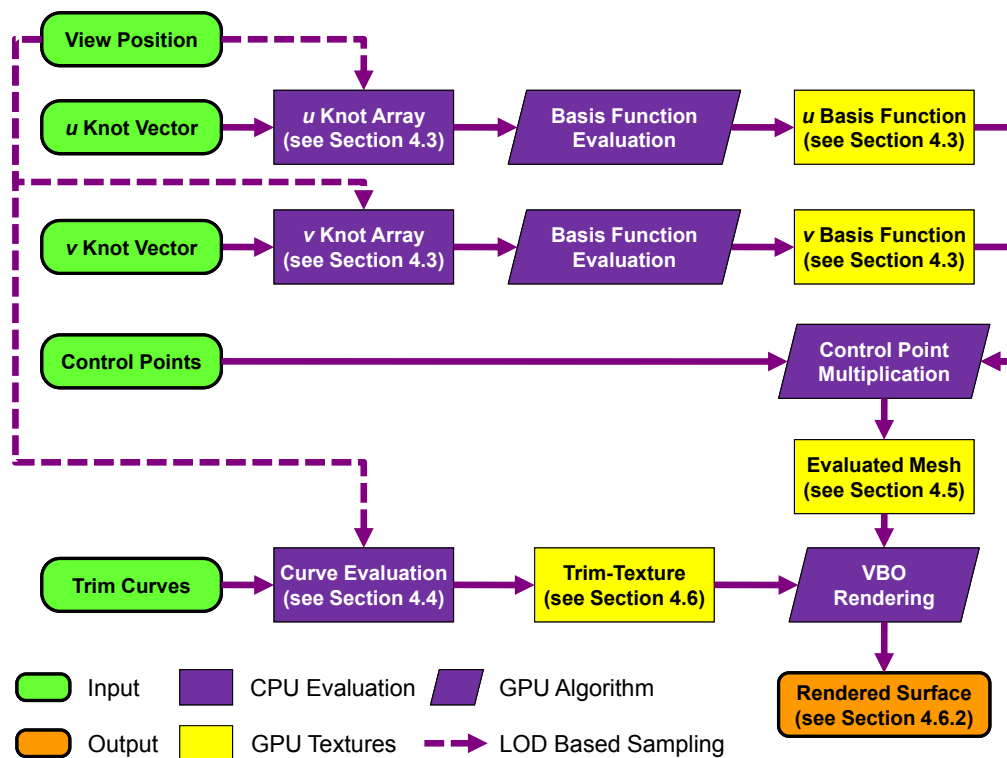 View Position
u Knot Vector
u Knot Array
(see Section 4.3)
Basis Function
Evaluation
u Basis Function
(see Section 4.3)
v Knot Vector
v Knot Array
(see Section 4.3)
Basis Function
Evaluation
v Basis Function
(see Section 4.3)
Control Points
Control Point
Multiplication
Evaluated Mesh
(see Section 4.5)
Trim Curves
Curve Evaluation
(see Section 4.4)
Trim-Texture
(see Section 4.6)
VBO
Rendering
Rendered Surface
(see Section 4.6.2)
Input
CPU Evaluation
GPU Algorithm
Output
GPU Textures
LOD Based Sampling